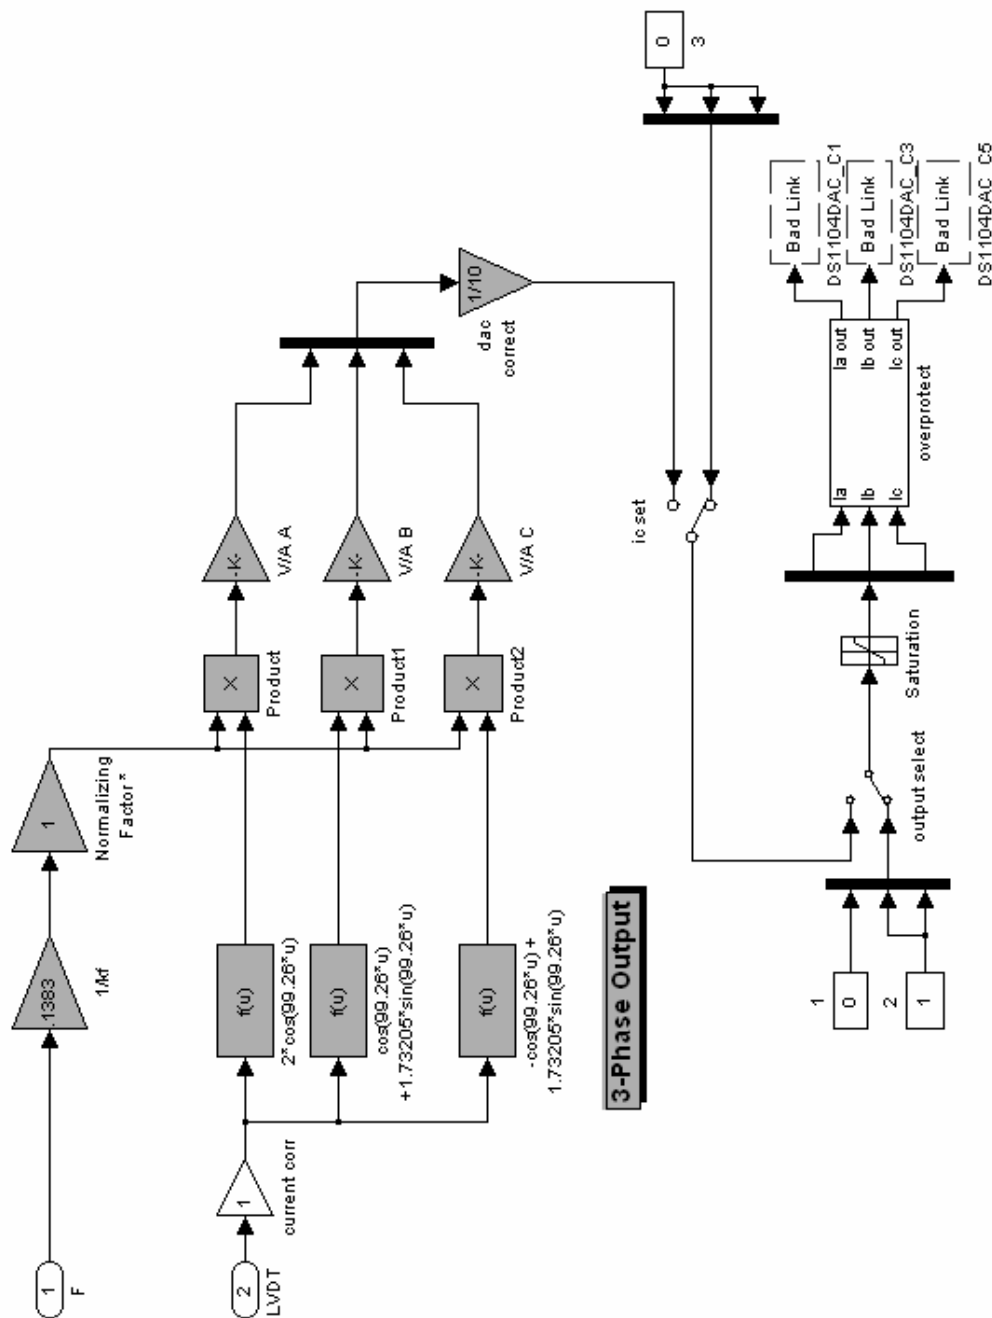 1
F
.1383
1/kf
1
Normalizing
Factor *
2
LVDT
1
current corr
f(u)
2*cos(99.26*u)
f(u)
cos(99.26*u)
+1.73205*sin(99.26*u)
f(u)
-cos(99.26*u) +
1.73205*sin(99.26*u)
X
Product
X
Product1
X
Product2
-K-
V/A A
-K-
V/A B
-K-
V/A C
1/10
dac
correct
3-Phase Output
ic set
0
3
1
0
2
1
output select
Saturation
Ia
Ib
Ic
Ia out
Ib out
Ic out
overprotect
Bad Link
DS1104DAC_C1
Bad Link
DS1104DAC_C3
Bad Link
DS1104DAC_C5